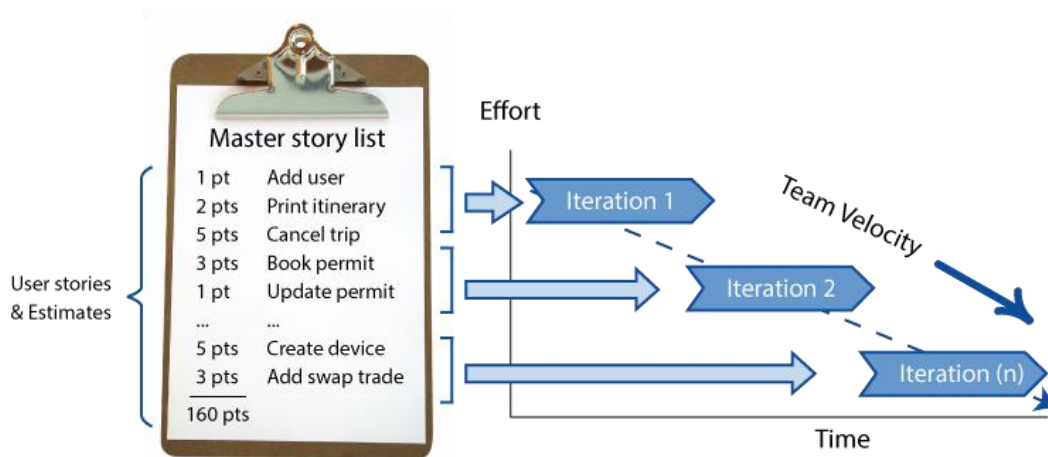 Master story list
1 pt Add user
2 pts Print itinerary
5 pts Cancel trip
3 pts Book permit
1 pt Update permit
... ...
5 pts Create device
3 pts Add swap trade
160 pts
User stories
& Estimates
Effort
Iteration 1
Iteration 2
Iteration (n)
Team Velocity
Time